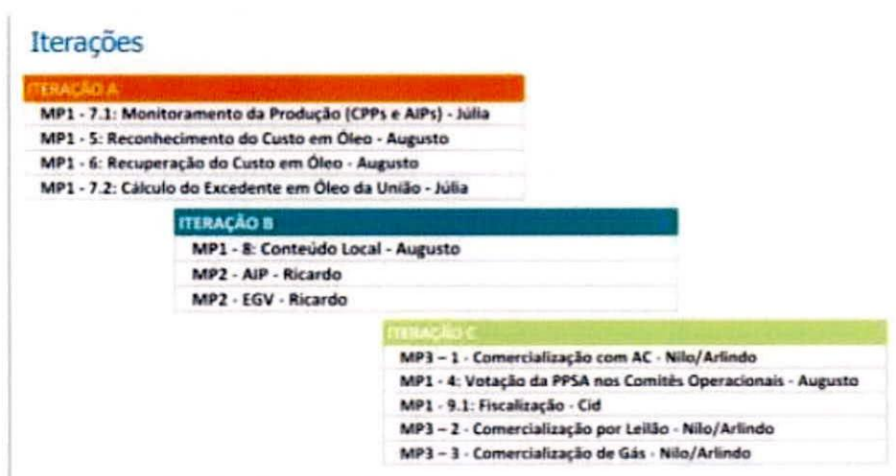 Iterações
ITERAÇÃO A
MP1 - 7.1: Monitoramento da Produção (CPPs e AIPs) - Júlia
MP1 - 5: Reconhecimento do Custo em Óleo - Augusto
MP1 - 6: Recuperação do Custo em Óleo - Augusto
MP1 - 7.2: Cálculo do Excedente em Óleo da União - Júlia
ITERAÇÃO B
MP1 - 8: Conteúdo Local - Augusto
MP2 - AIP - Ricardo
MP2 - EGV - Ricardo
ITERAÇÃO C
MP3 – 1 - Comercialização com AC - Nilo/Arlindo
MP1 - 4: Votação da PPSA nos Comitês Operacionais - Augusto
MP1 - 9.1: Fiscalização - Cid
MP3 – 2 - Comercialização por Leilão - Nilo/Arlindo
MP3 – 3 - Comercialização de Gás - Nilo/Arlindo